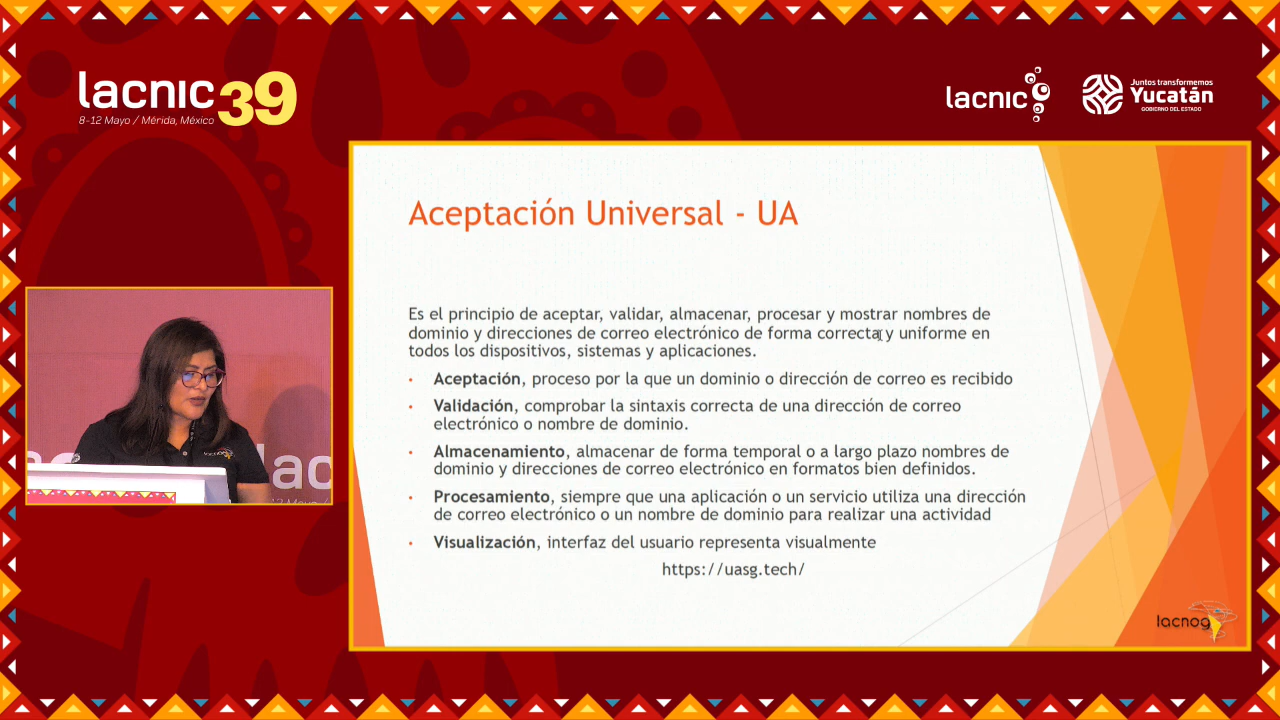 lacnic 39
8-12 Mayo / Mérida, México
lacnic
Juntos transformemos
Yucatán
GOBIERNO DEL ESTADO
Aceptación Universal - UA
Es el principio de aceptar, validar, almacenar, procesar y mostrar nombres de
dominio y direcciones de correo electrónico de forma correcta y uniforme en
todos los dispositivos, sistemas y aplicaciones.
• Aceptación, proceso por la que un dominio o dirección de correo es recibido
• Validación, comprobar la sintaxis correcta de una dirección de correo
electrónico o nombre de dominio.
• Almacenamiento, almacenar de forma temporal o a largo plazo nombres de
dominio y direcciones de correo electrónico en formatos bien definidos.
• Procesamiento, siempre que una aplicación o un servicio utiliza una dirección
de correo electrónico o un nombre de dominio para realizar una actividad
• Visualización, interfaz del usuario representa visualmente
https://uasg.tech/
lacnog